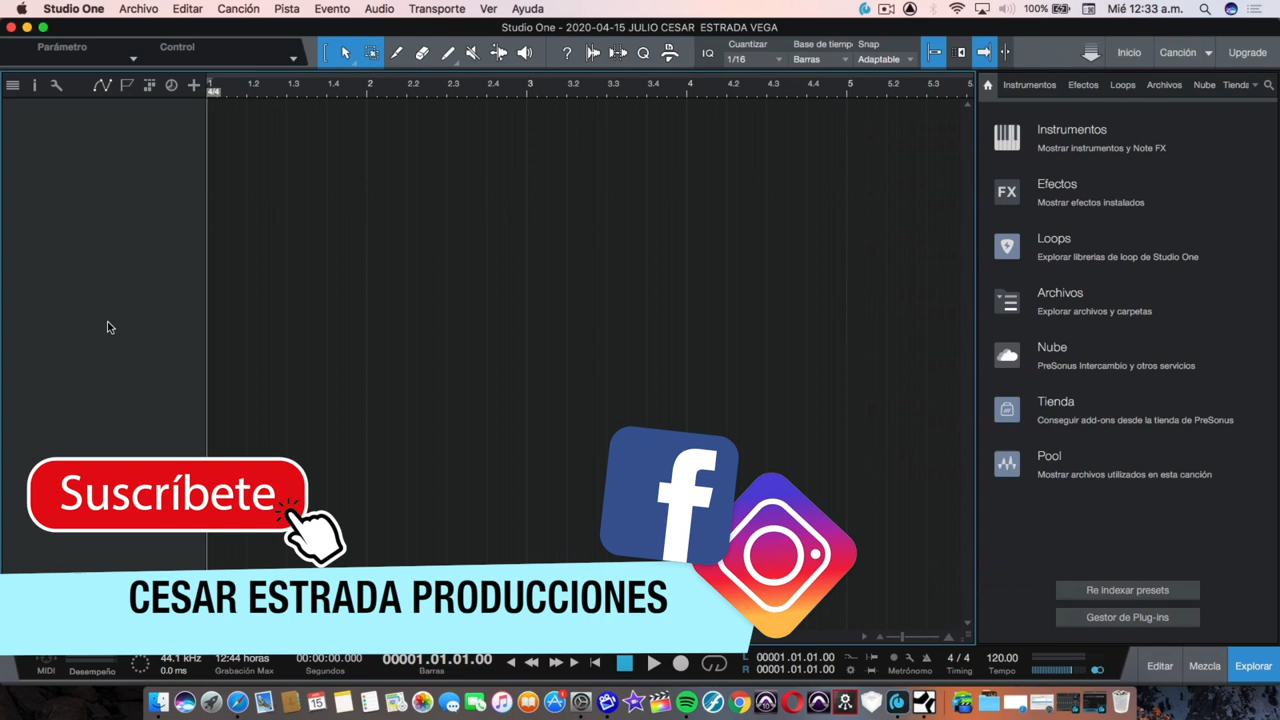 Studio One Archivo Editar Canción Pista Evento Audio Transporte Ver Ayuda 100% Mié 12:33 a.m.
Studio One - 2020-04-15 JULIO CESAR ESTRADA VEGA
Parámetro Control
IQ Cuantizar 1/16 Base de tiempo Barras Snap Adaptable Inicio Canción Upgrade
1 1.2 1.3 1.4 2 2.2 2.3 2.4 3 3.2 3.3 3.4 4 4.2 4.3 4.4 5 5.2 5.3 5.
4/4
Instrumentos Efectos Loops Archivos Nube Tienda
Instrumentos
Mostrar instrumentos y Note FX
FX
Efectos
Mostrar efectos instalados
Loops
Explorar librerias de loop de Studio One
Archivos
Explorar archivos y carpetas
Nube
PreSonus Intercambio y otros servicios
Tienda
Conseguir add-ons desde la tienda de PreSonus
Pool
Mostrar archivos utilizados en esta canción
Suscríbete
CESAR ESTRADA PRODUCCIONES
Re indexar presets
Gestor de Plug-ins
44.1 kHz 12:44 horas 00:00:00.000 00001.01.01.00 L 00001.01.01.00 4 / 4 120.00
MIDI Desempeño 0.0 ms Grabación Max Segundos Barras R 00001.01.01.00 Metrónomo Timing Tempo
Editar Mezcla Explorar